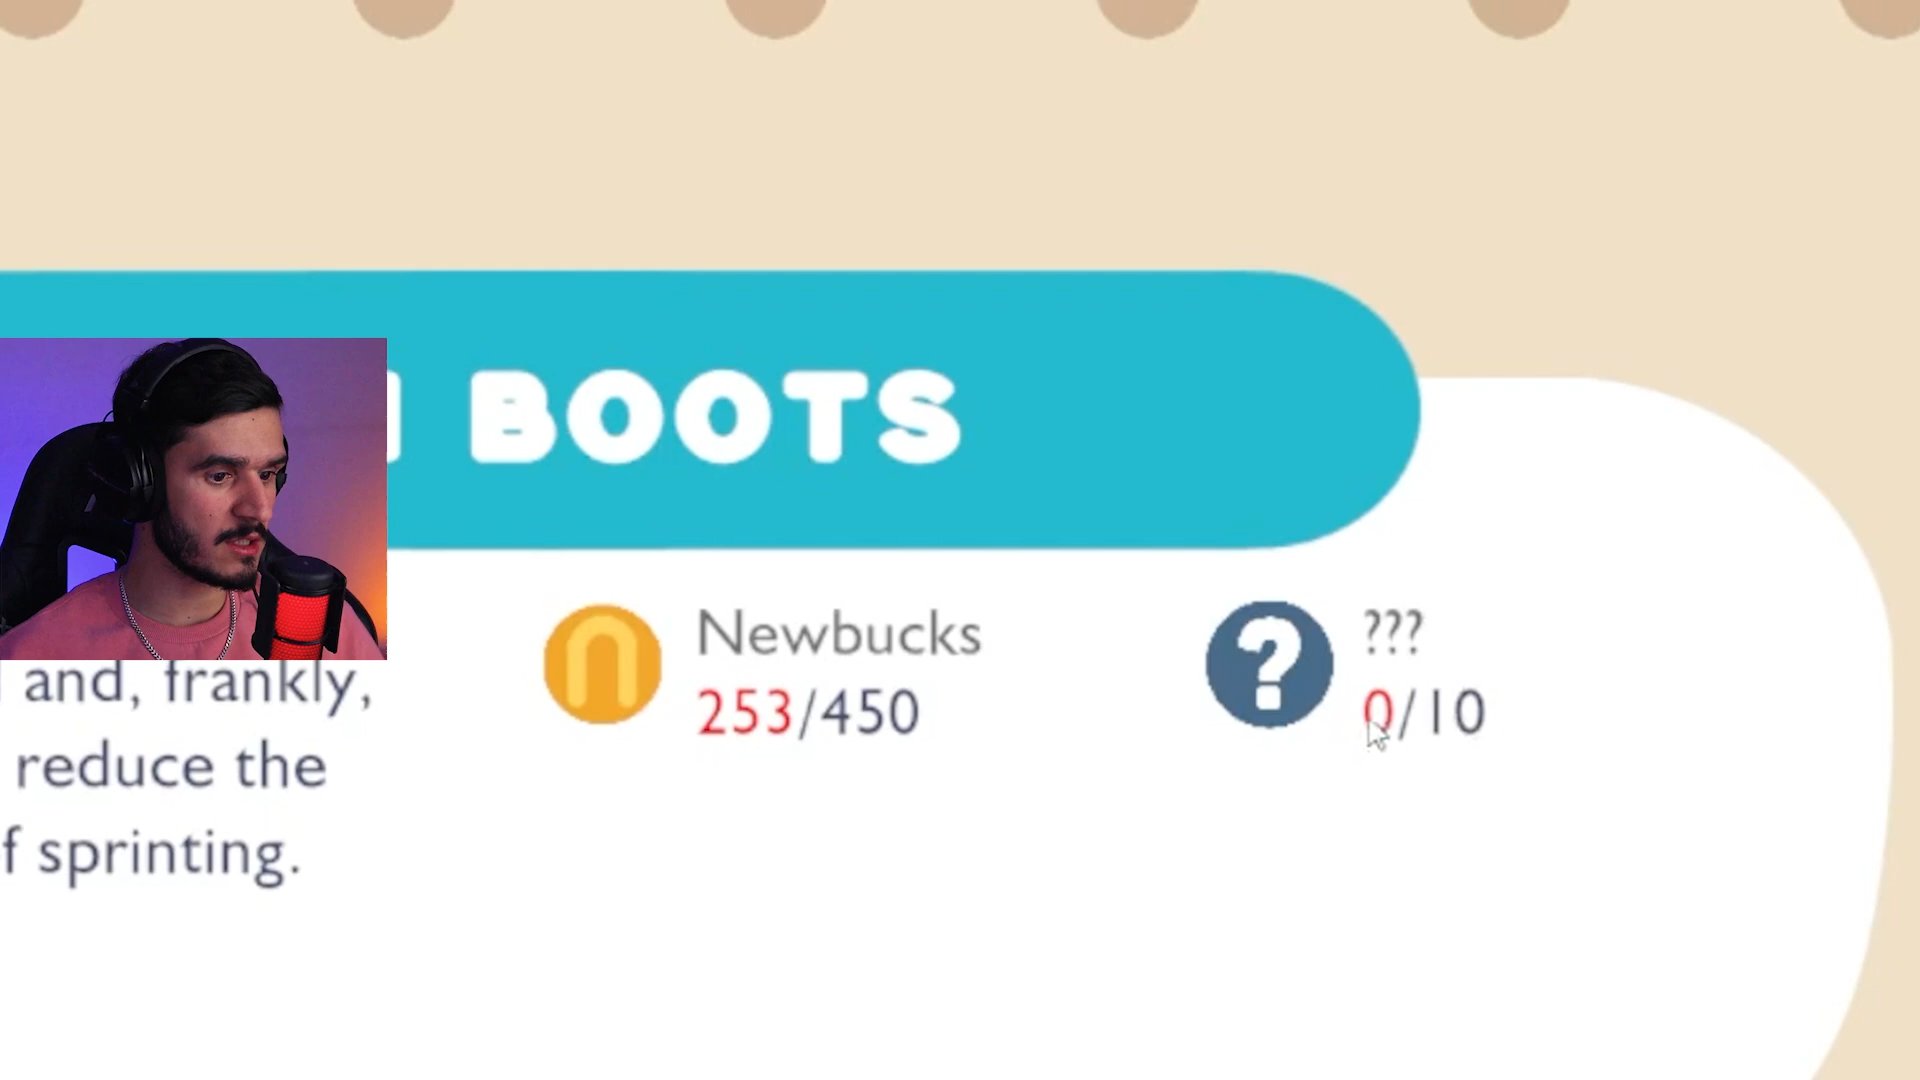 BOOTS
Newbucks
253/450
???
0/10
and, frankly,
reduce the
f sprinting.